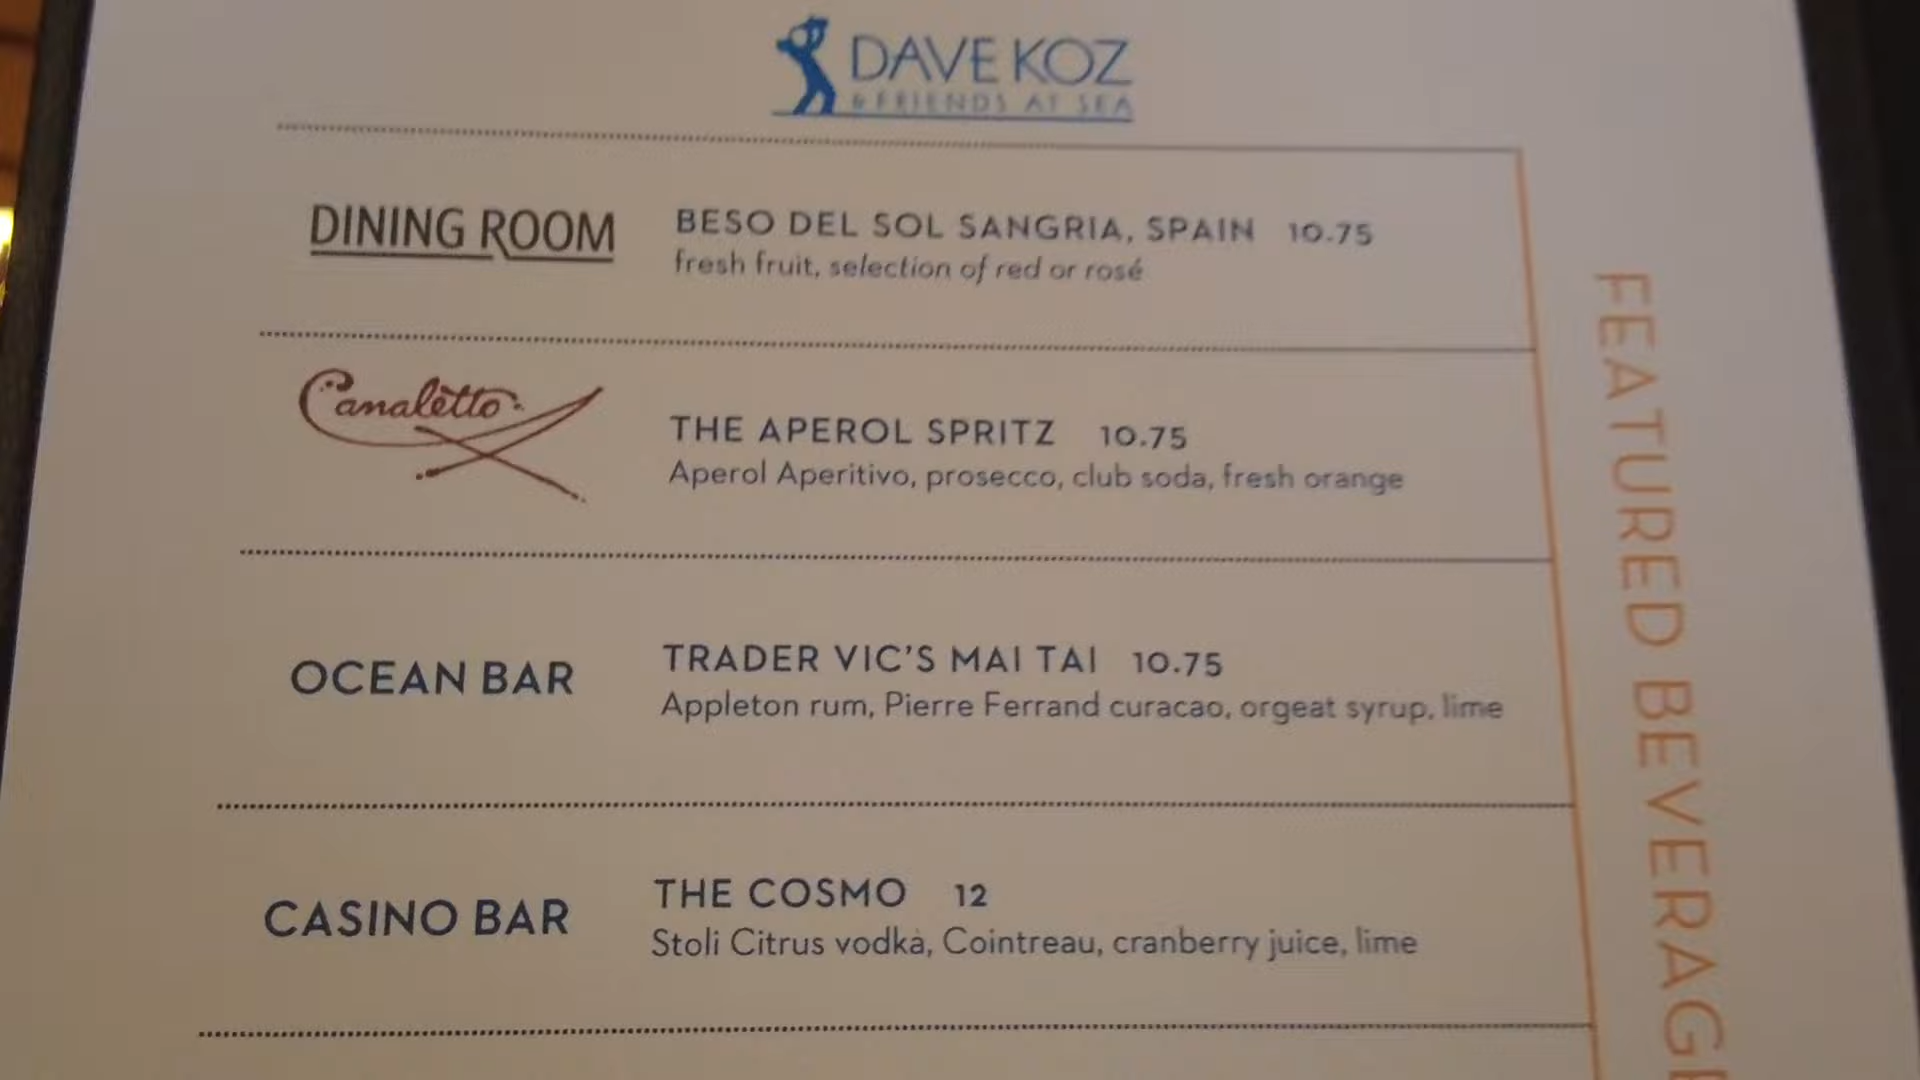 DAVE KOZ
& FRIENDS AT SEA
DINING ROOM
BESO DEL SOL SANGRIA, SPAIN 10.75
fresh fruit, selection of red or rosé
Canaletto
THE APEROL SPRITZ 10.75
Aperol Aperitivo, prosecco, club soda, fresh orange
OCEAN BAR
TRADER VIC'S MAI TAI 10.75
Appleton rum, Pierre Ferrand curacao, orgeat syrup, lime
CASINO BAR
THE COSMO 12
Stoli Citrus vodka, Cointreau, cranberry juice, lime
FEATURED BEVERAGE